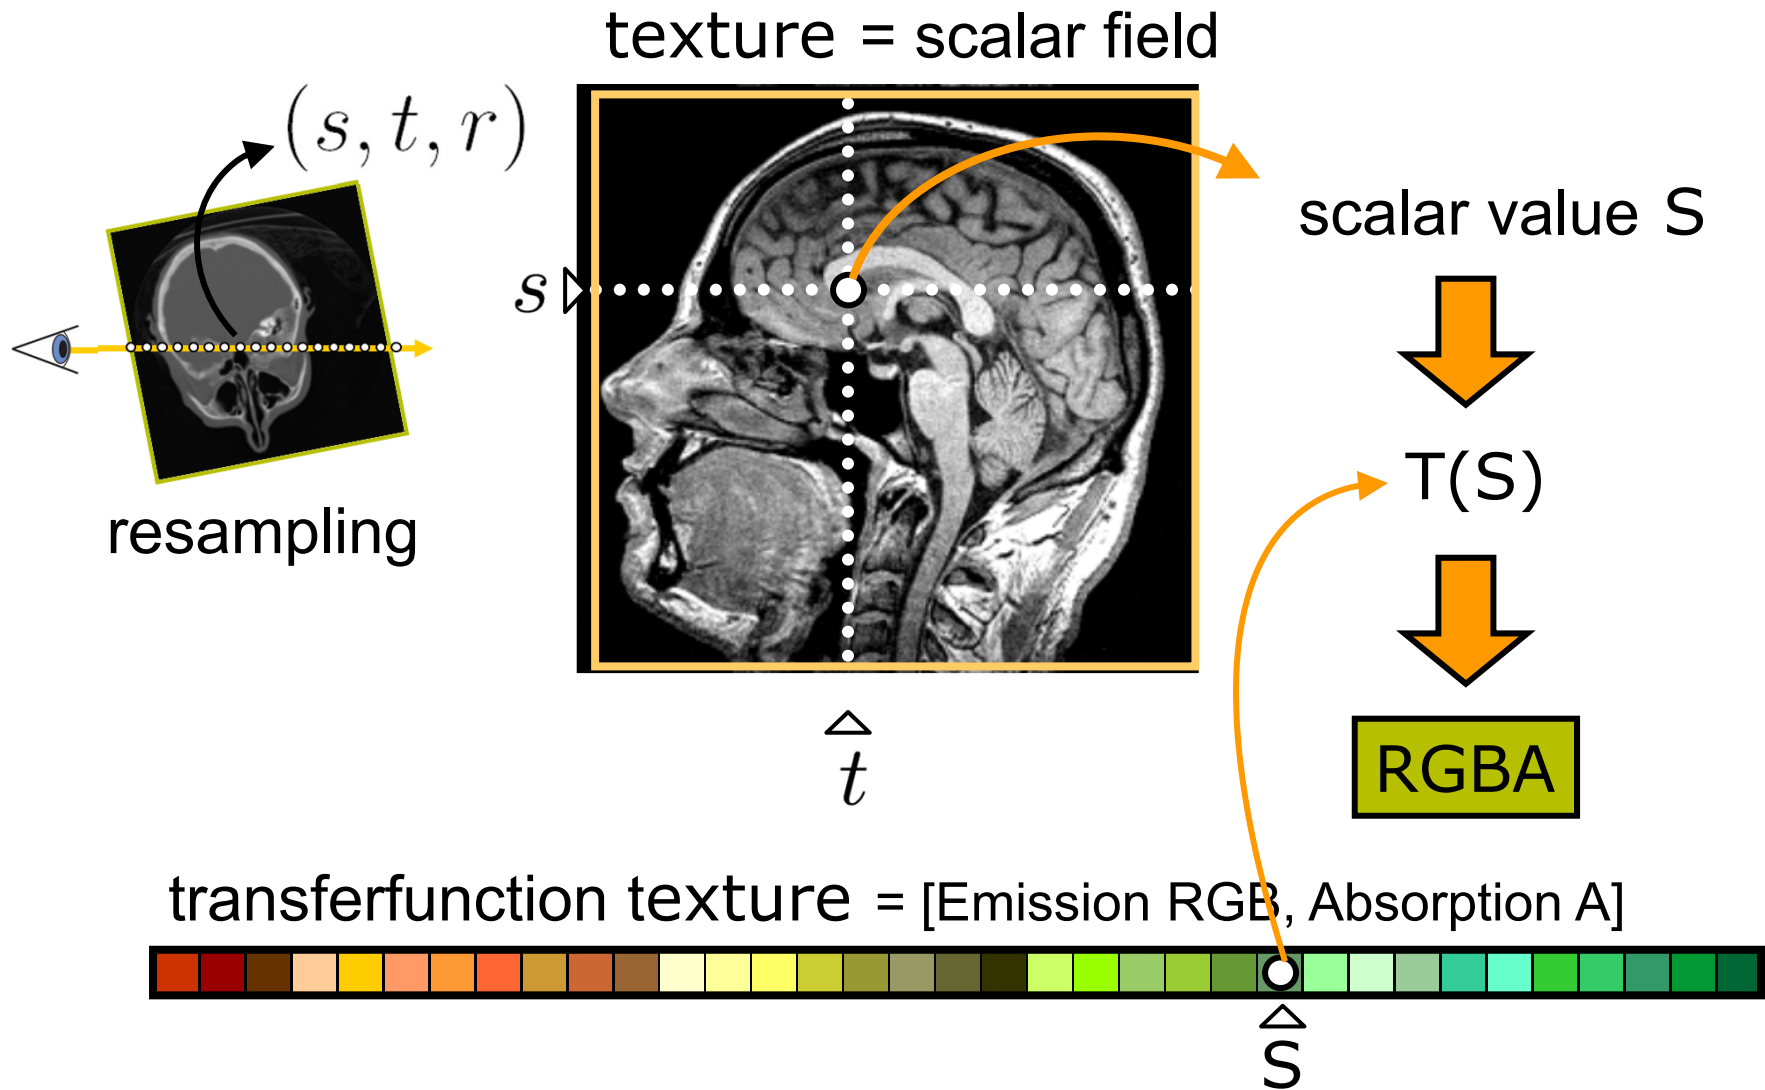 texture = scalar field
(s, t, r)
scalar value S
s
T(S)
resampling
RGBA
t
transferfunction texture = [Emission RGB, Absorption A]
S